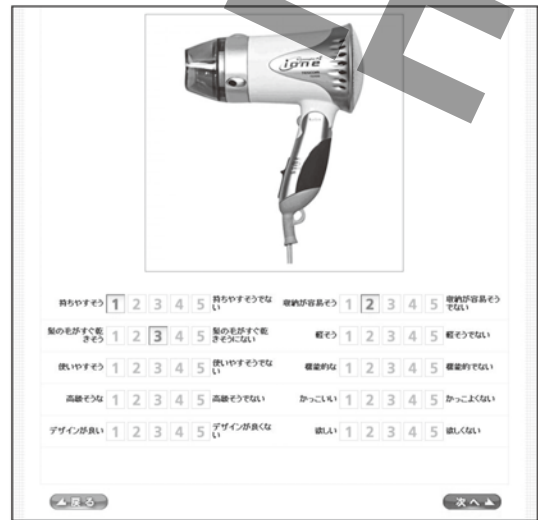 ione
持ちやすそう 1 2 3 4 5 持ちやすそうでない 収納が容易そう 1 2 3 4 5 収納が容易そうでない
髪の毛がすぐ乾きそう 1 2 3 4 5 髪の毛がすぐ乾きそうにない 軽そう 1 2 3 4 5 軽そうでない
使いやすそう 1 2 3 4 5 使いやすそうでない 機能的な 1 2 3 4 5 機能的でない
高級そうな 1 2 3 4 5 高級そうでない かっこいい 1 2 3 4 5 かっこよくない
デザインが良い 1 2 3 4 5 デザインが良くない 欲しい 1 2 3 4 5 欲しくない
戻る 次へ